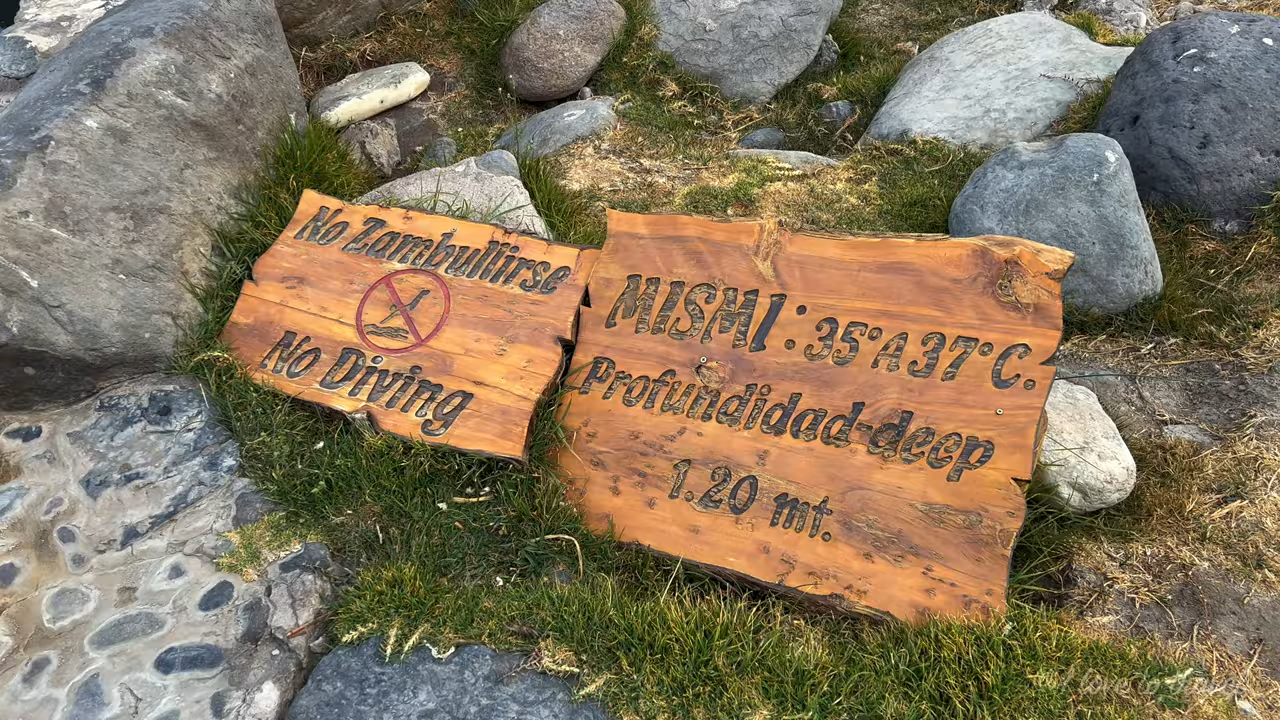 No Zambullirse
No Diving
MISMI: 35°A 37°C.
Profundidad-deep
1.20 mt.